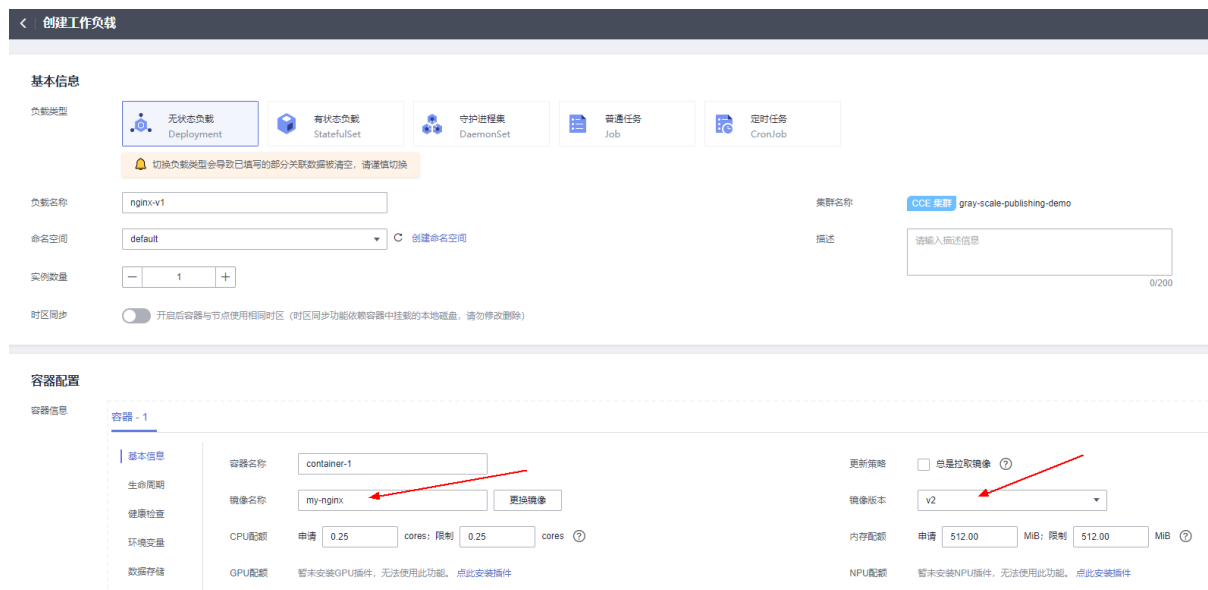 创建工作负载
基本信息
负载类型
无状态负载
Deployment
有状态负载
StatefulSet
守护进程集
DaemonSet
普通任务
Job
定时任务
CronJob
切换负载类型会导致已填写的部分关联数据被清空，请谨慎切换
负载名称 nginx-v1 集群名称 CCE 集群 gray-scale-publishing-demo
命名空间 default 创建命名空间 描述 请输入描述信息
0/200
实例数量 1
时区同步 开启后容器与节点使用相同时区（时区同步功能依赖容器中挂载的本地磁盘，请勿修改删除）
容器配置
容器信息
容器 - 1
基本信息
生命周期
健康检查
环境变量
数据存储
容器名称 container-1 更新策略 总是拉取镜像
镜像名称 my-nginx 更换镜像 镜像版本 v2
CPU配额 申请 0.25 cores; 限制 0.25 cores 内存配额 申请 512.00 MiB; 限制 512.00 MiB
GPU配额 暂未安装GPU插件，无法使用此功能。 点此安装插件 NPU配额 暂未安装NPU插件，无法使用此功能。 点此安装插件